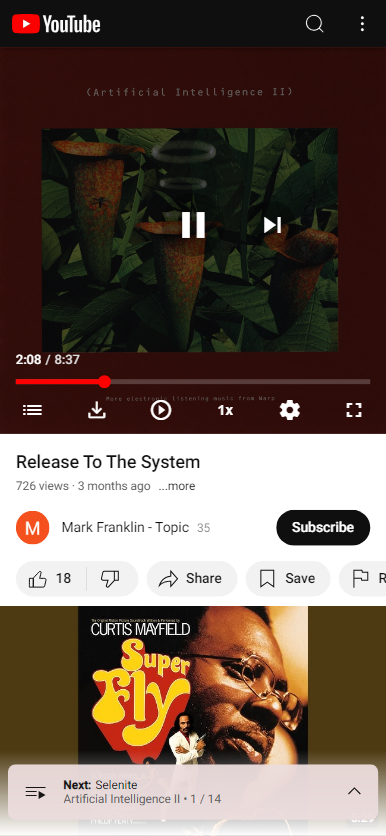 YouTube
(Artificial Intelligence II)
2:08 / 8:37
More electronic listening music from Warp
1x
Release To The System
726 views · 3 months ago ...more
M
Mark Franklin - Topic 35
Subscribe
18
Share
Save
R
CURTIS MAYFIELD
Super
Fly
Next: Selenite
Artificial Intelligence II • 1 / 14